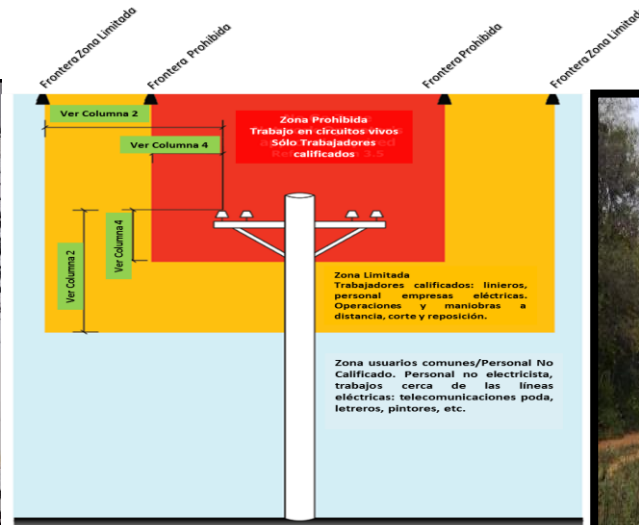 Frontera Zona Limitada
Frontera Prohibida
Frontera Prohibida
Frontera Zona Limitada
Ver Columna 2
Ver Columna 4
Zona Prohibida
Trabajo en circuitos vivos
Sólo Trabajadores
calificados
Ver Columna 2
Ver Columna 4
Zona Limitada
Trabajadores calificados: linieros,
personal empresas eléctricas.
Operaciones y maniobras a
distancia, corte y reposición.
Zona usuarios comunes/Personal No
Calificado. Personal no electricista,
trabajos cerca de las líneas
eléctricas: telecomunicaciones poda,
letreros, pintores, etc.